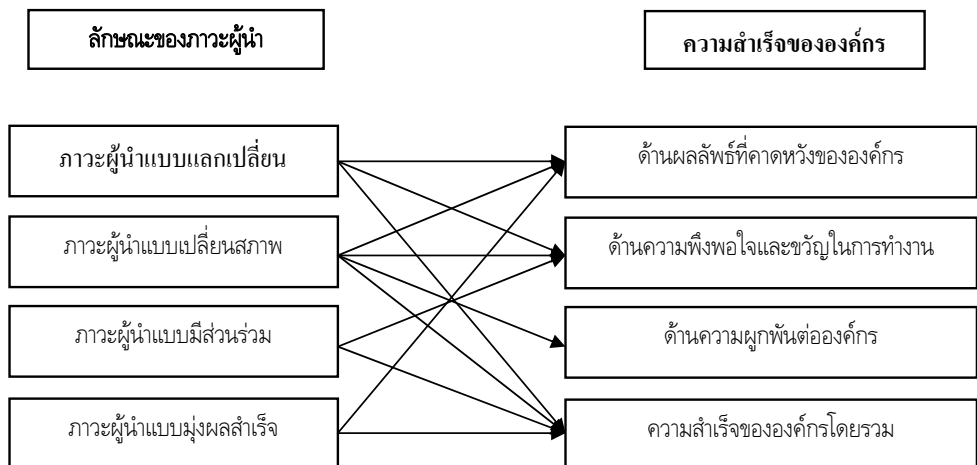 ลักษณะของภาวะผู้นำ
ความสำเร็จขององค์กร
ภาวะผู้นำแบบแลกเปลี่ยน
ด้านผลลัพธ์ที่คาดหวังขององค์กร
ภาวะผู้นำแบบเปลี่ยนสภาพ
ด้านความพึงพอใจและขวัญในการทำงาน
ภาวะผู้นำแบบมีส่วนร่วม
ด้านความผูกพันต่อองค์กร
ภาวะผู้นำแบบมุ่งผลสำเร็จ
ความสำเร็จขององค์กรโดยรวม